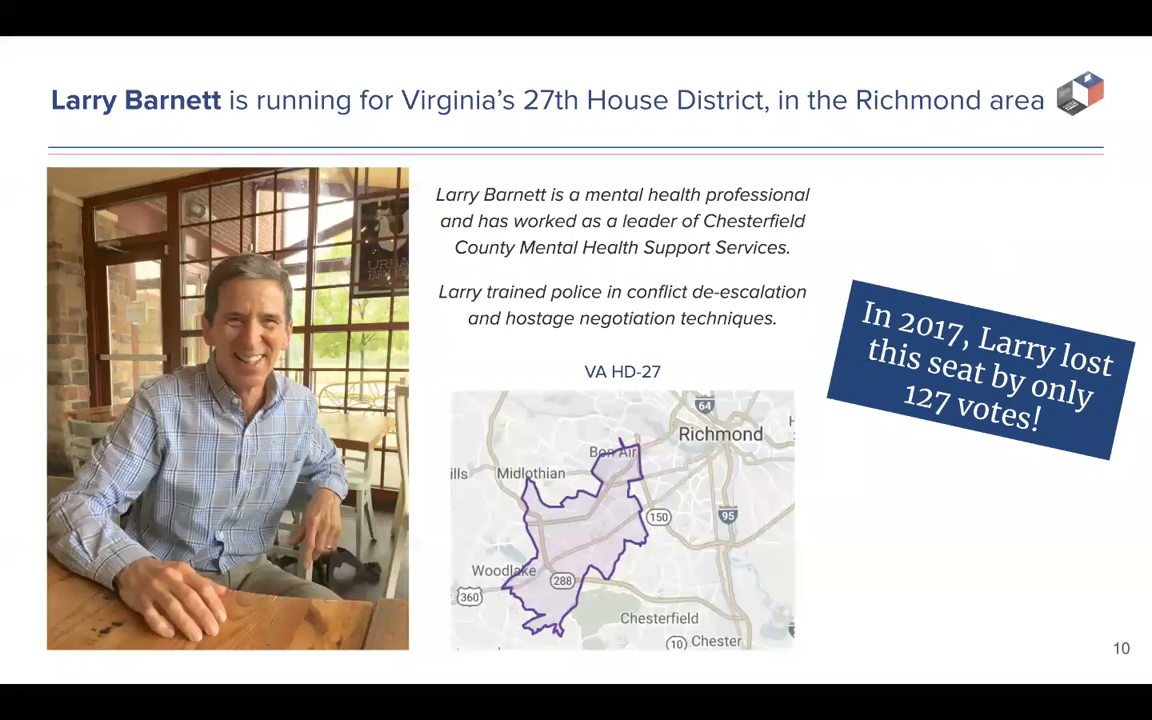 Larry Barnett is running for Virginia's 27th House District, in the Richmond area
Larry Barnett is a mental health professional
and has worked as a leader of Chesterfield
County Mental Health Support Services.
Larry trained police in conflict de-escalation
and hostage negotiation techniques.
In 2017, Larry lost
this seat by only
127 votes!
VA HD-27
64
Richmond
Bon Air
ills
Midlothian
150
95
Woodlake
288
360
Chesterfield
10
Chester
10